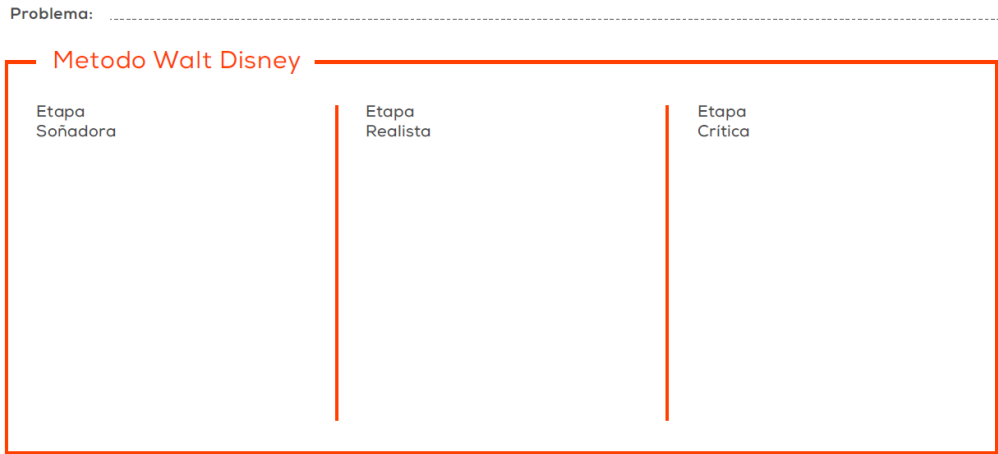 Problema:
Metodo Walt Disney
Etapa
Soñadora
Etapa
Realista
Etapa
Crítica